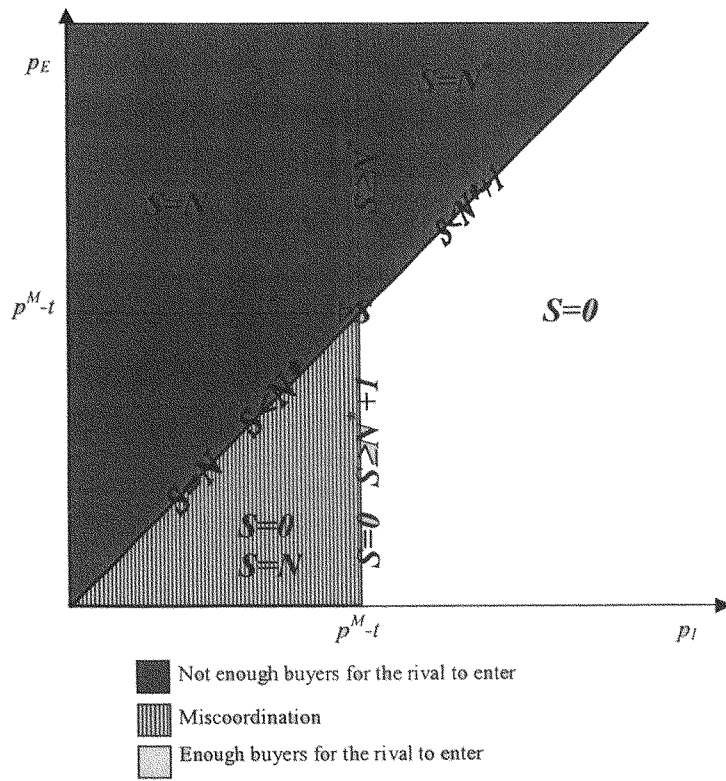 p_E
S=N*
S=N
S<N*+1
p^M-t
S=0
S=N
S≥N*+1
S=0
S=0
S=N
p^M-t
p_I
Not enough buyers for the rival to enter
Miscoordination
Enough buyers for the rival to enter